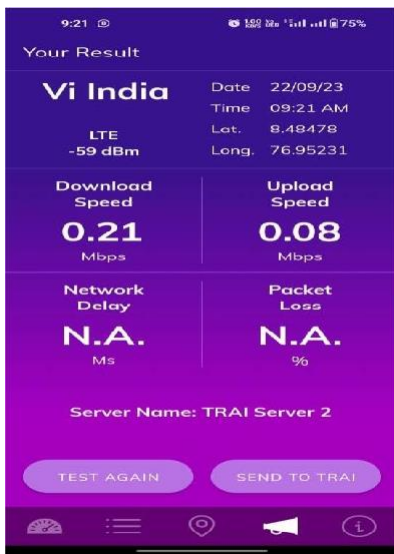 9:21
75%
Your Result
Vi India
LTE
-59 dBm
Date 22/09/23
Time 09:21 AM
Lat. 8.48478
Long. 76.95231
Download
Speed
0.21
Mbps
Upload
Speed
0.08
Mbps
Network
Delay
N.A.
Ms
Packet
Loss
N.A.
%
Server Name: TRAI Server 2
TEST AGAIN
SEND TO TRAI